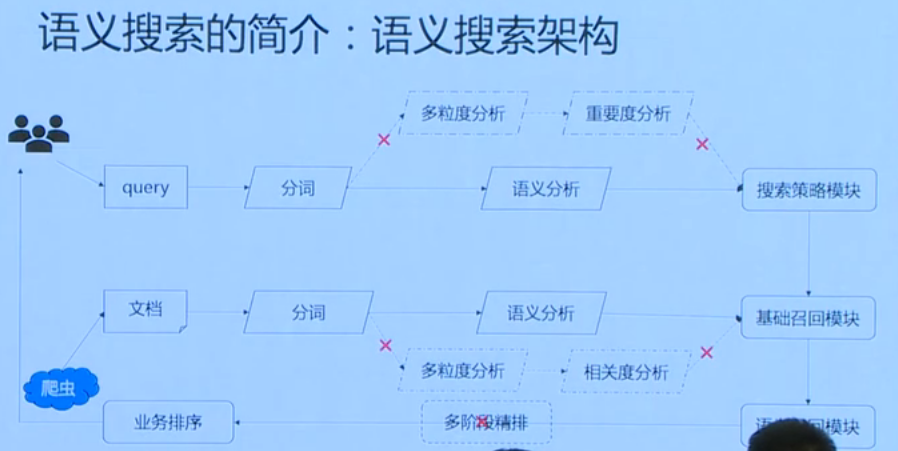 语义搜索的简介：语义搜索架构
多粒度分析
重要度分析
query
分词
语义分析
搜索策略模块
文档
分词
语义分析
基础召回模块
多粒度分析
相关度分析
爬虫
业务排序
多阶段精排
回模块